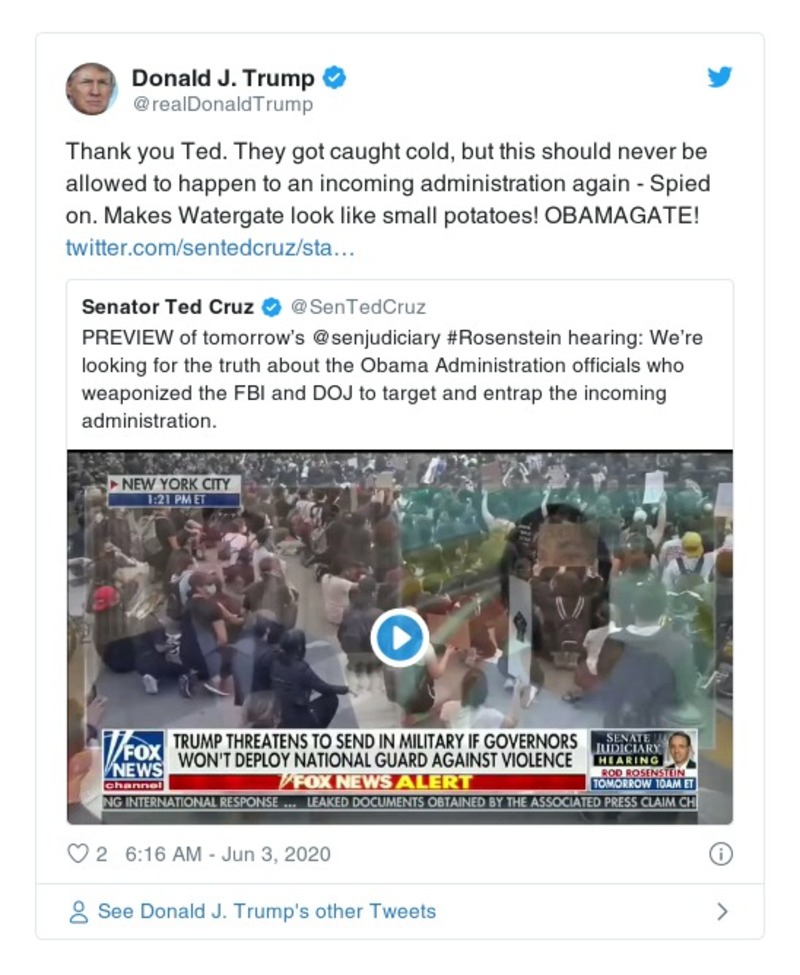 Donald J. Trump
@realDonaldTrump
Thank you Ted. They got caught cold, but this should never be
allowed to happen to an incoming administration again - Spied
on. Makes Watergate look like small potatoes! OBAMAGATE!
twitter.com/sentedcruz/sta…
Senator Ted Cruz @SenTedCruz
PREVIEW of tomorrow's @senjudiciary #Rosenstein hearing: We're
looking for the truth about the Obama Administration officials who
weaponized the FBI and DOJ to target and entrap the incoming
administration.
NEW YORK CITY
1:21 PM ET
FOX
NEWS
channel
TRUMP THREATENS TO SEND IN MILITARY IF GOVERNORS
WON'T DEPLOY NATIONAL GUARD AGAINST VIOLENCE
FOX NEWS ALERT
SENATE
JUDICIARY
HEARING
ROD ROSENSTEIN
TOMORROW 10AM ET
NG INTERNATIONAL RESPONSE ... LEAKED DOCUMENTS OBTAINED BY THE ASSOCIATED PRESS CLAIM CH
2 6:16 AM - Jun 3, 2020
See Donald J. Trump's other Tweets